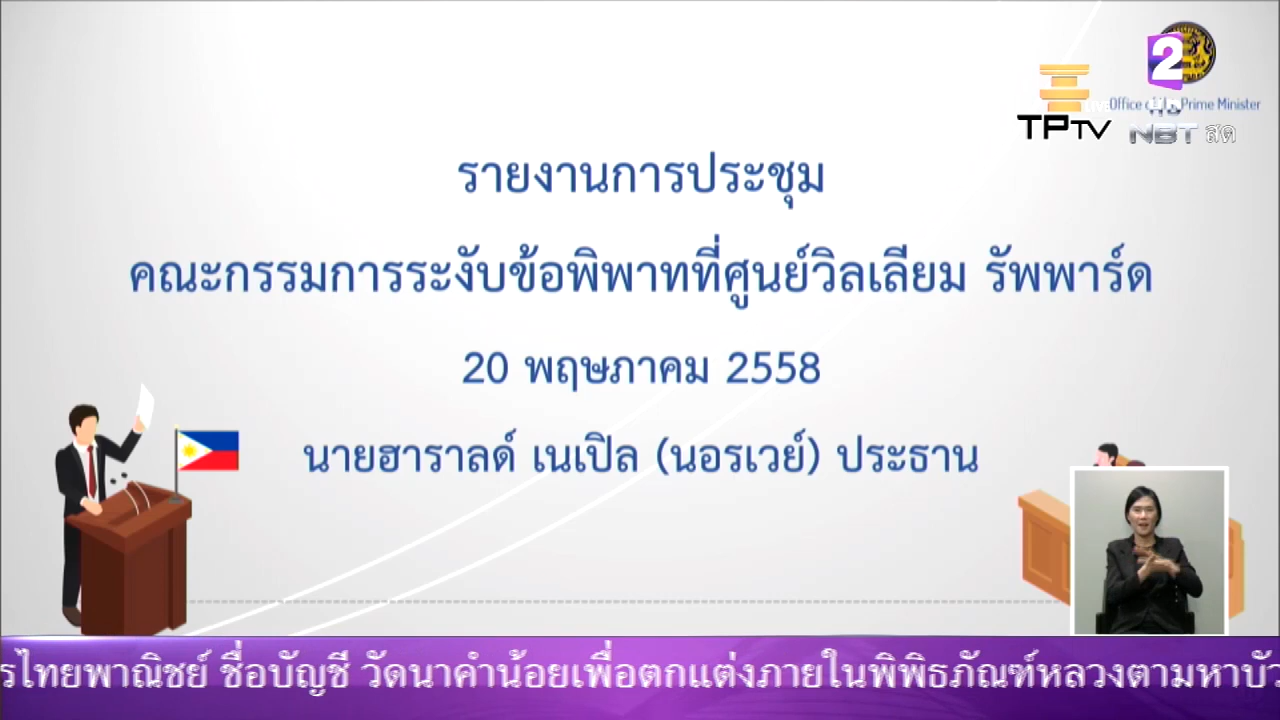 2
Office of the Prime Minister
TPTV
NBT สด
รายงานการประชุม
คณะกรรมการระงับข้อพิพาทที่ศูนย์วิลเลียม รัพพาร์ด
20 พฤษภาคม 2558
นายฮาราลด์ เนเปิล (นอรเวย์) ประธาน
รไทยพาณิชย์ ชื่อบัญชี วัดนาคำน้อยเพื่อตกแต่งภายในพิพิธภัณฑ์หลวงตามหาบัว